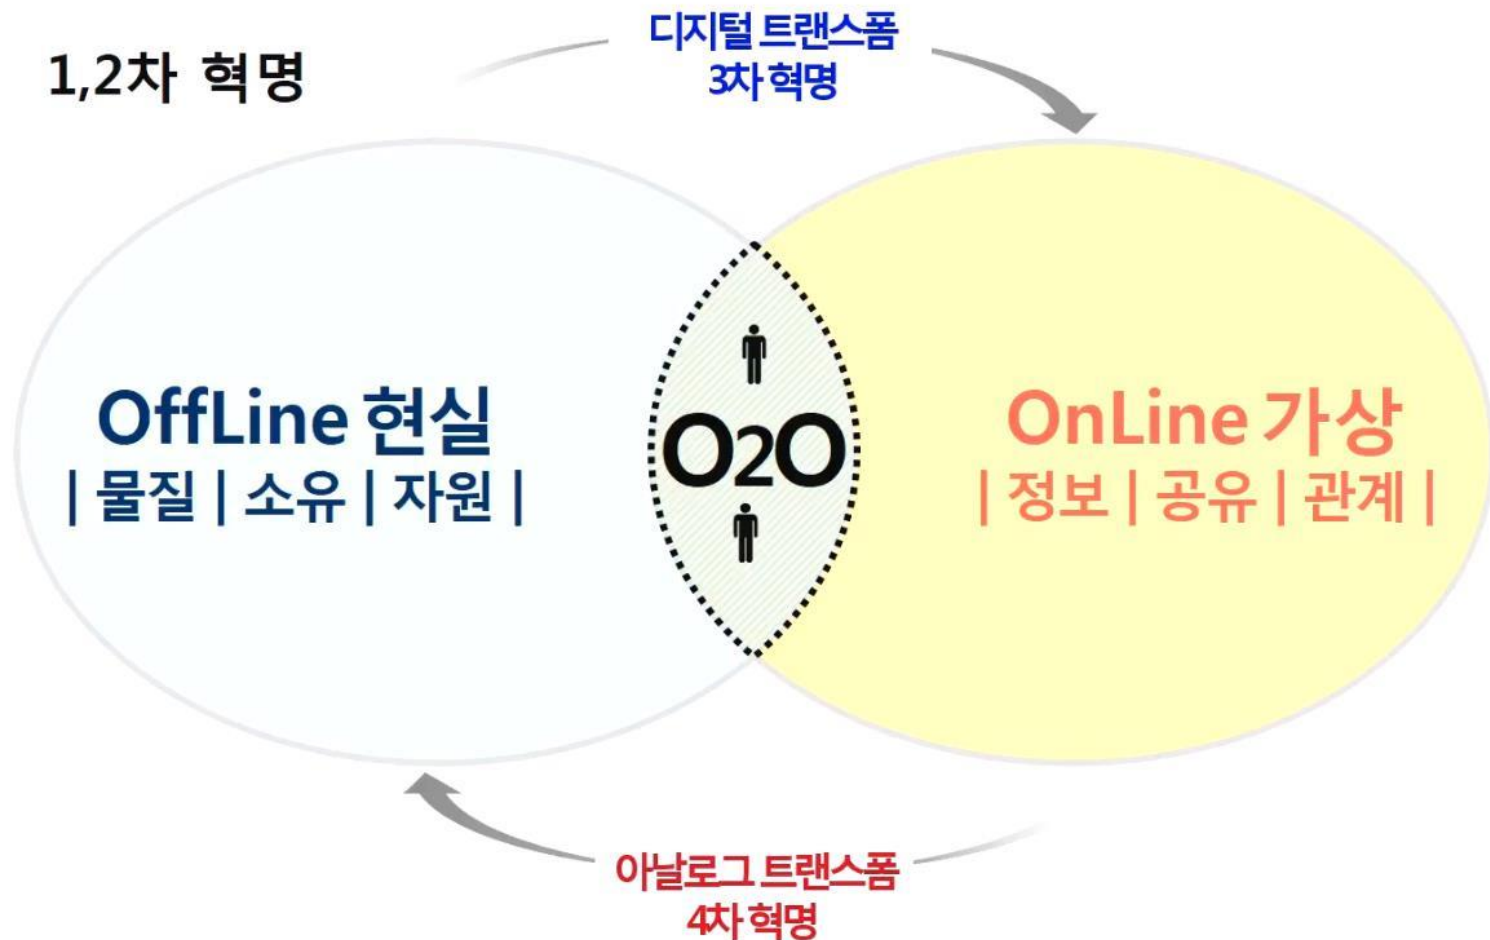 디지털 트랜스폼
3차 혁명
1,2차 혁명
OffLine 현실
| 물질 | 소유 | 자원 |
O2O
OnLine 가상
| 정보 | 공유 | 관계 |
아날로그 트랜스폼
4차 혁명